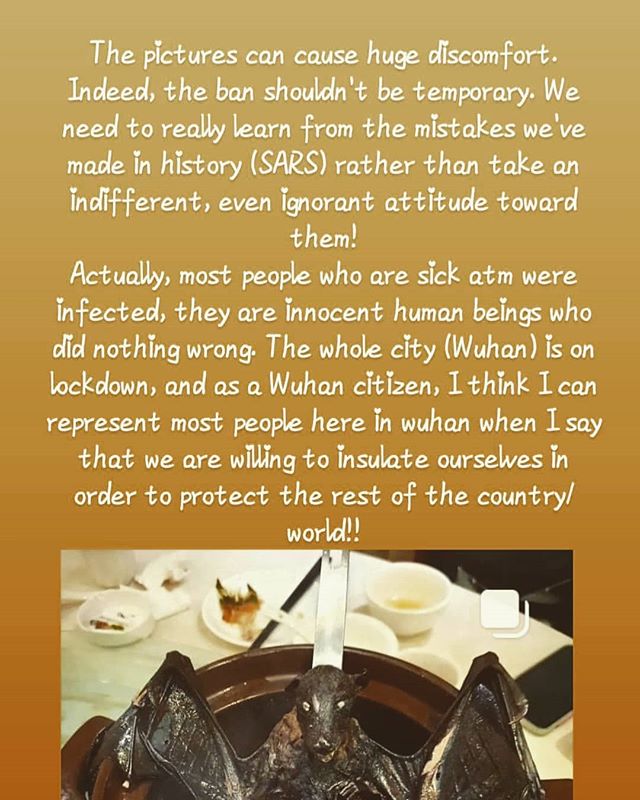 The pictures can cause huge discomfort.
Indeed, the ban shouldn't be temporary. We
need to really learn from the mistakes we've
made in history (SARS) rather than take an
indifferent, even ignorant attitude toward
them!
Actually, most people who are sick atm were
infected, they are innocent human beings who
did nothing wrong. The whole city (Wuhan) is on
lockdown, and as a Wuhan citizen, I think I can
represent most people here in wuhan when I say
that we are willing to insulate ourselves in
order to protect the rest of the country/
world!!